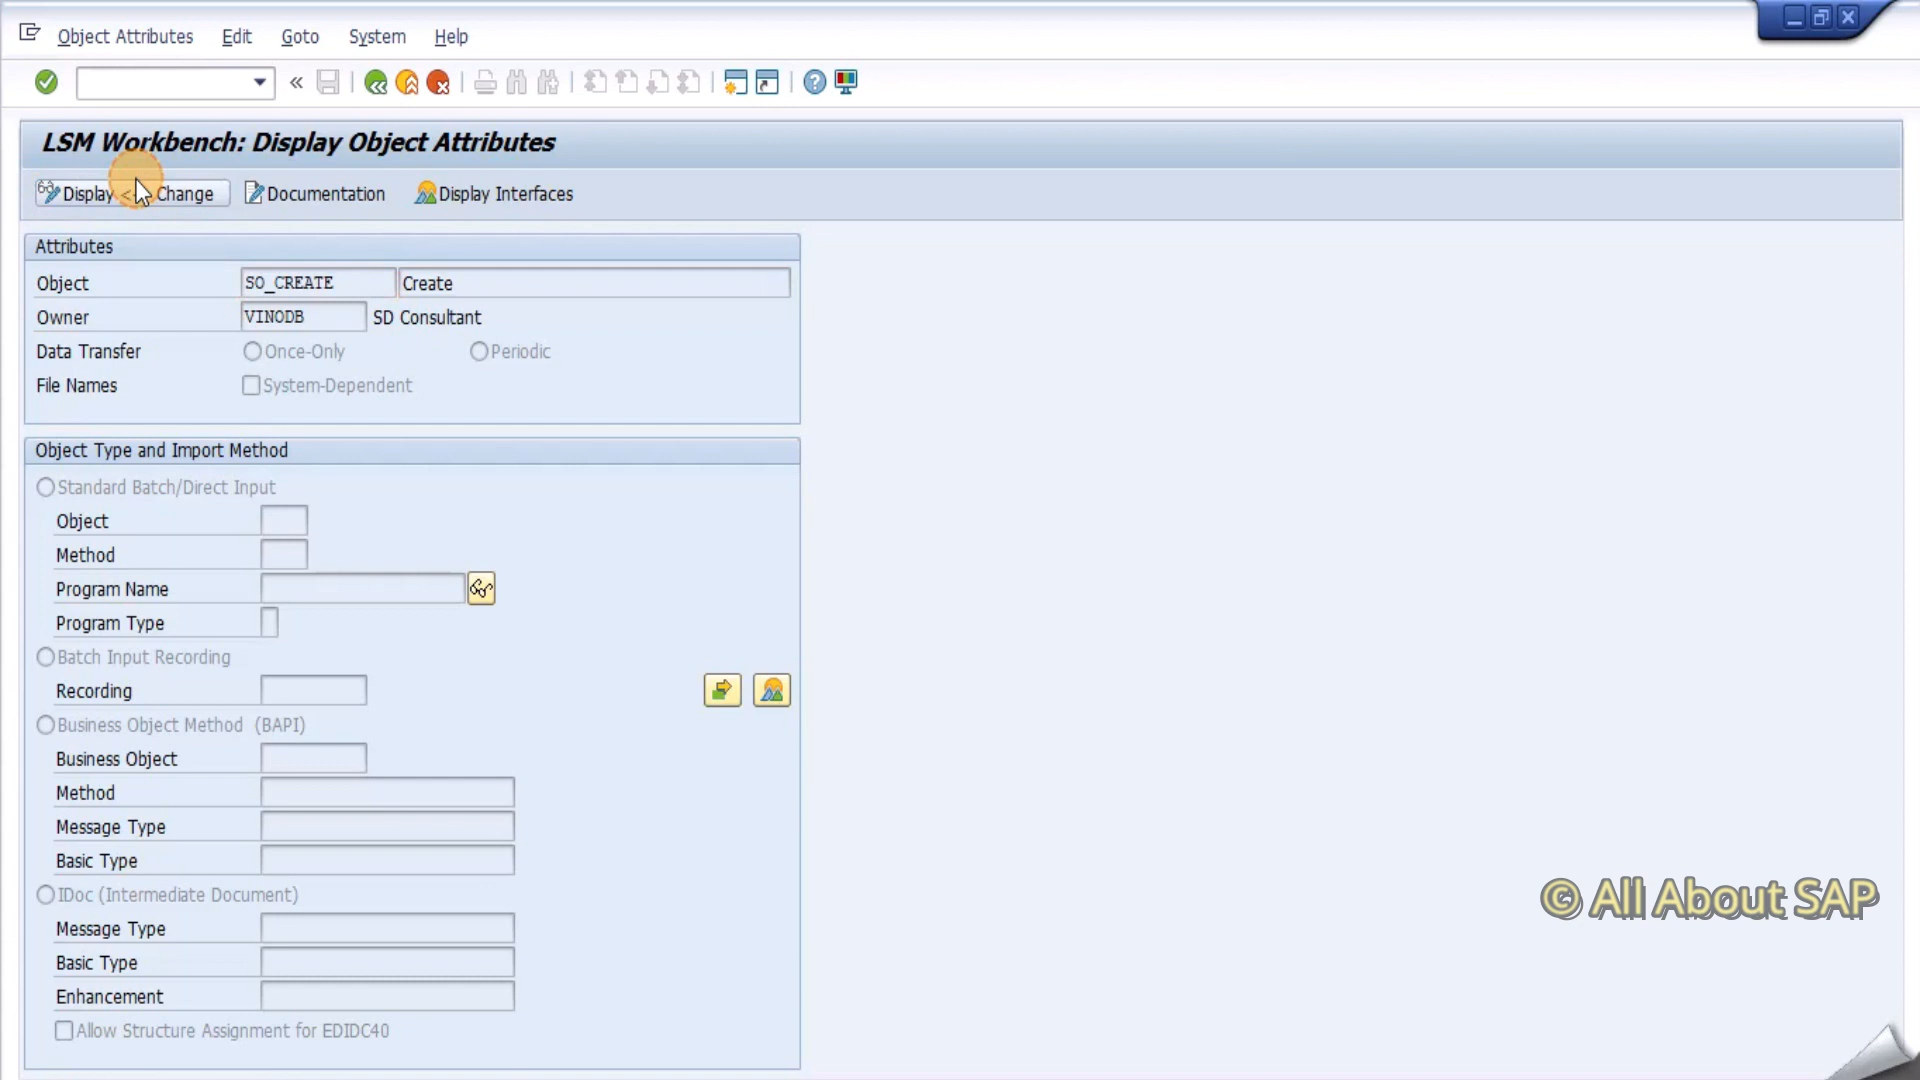 Object Attributes Edit Goto System Help
LSM Workbench: Display Object Attributes
Display <-> Change Documentation Display Interfaces
Attributes
Object SO_CREATE Create
Owner VINODB SD Consultant
Data Transfer Once-Only Periodic
File Names System-Dependent
Object Type and Import Method
Standard Batch/Direct Input
Object
Method
Program Name
Program Type
Batch Input Recording
Recording
Business Object Method (BAPI)
Business Object
Method
Message Type
Basic Type
IDoc (Intermediate Document)
Message Type
Basic Type
Enhancement
Allow Structure Assignment for EDIDC40
© All About SAP